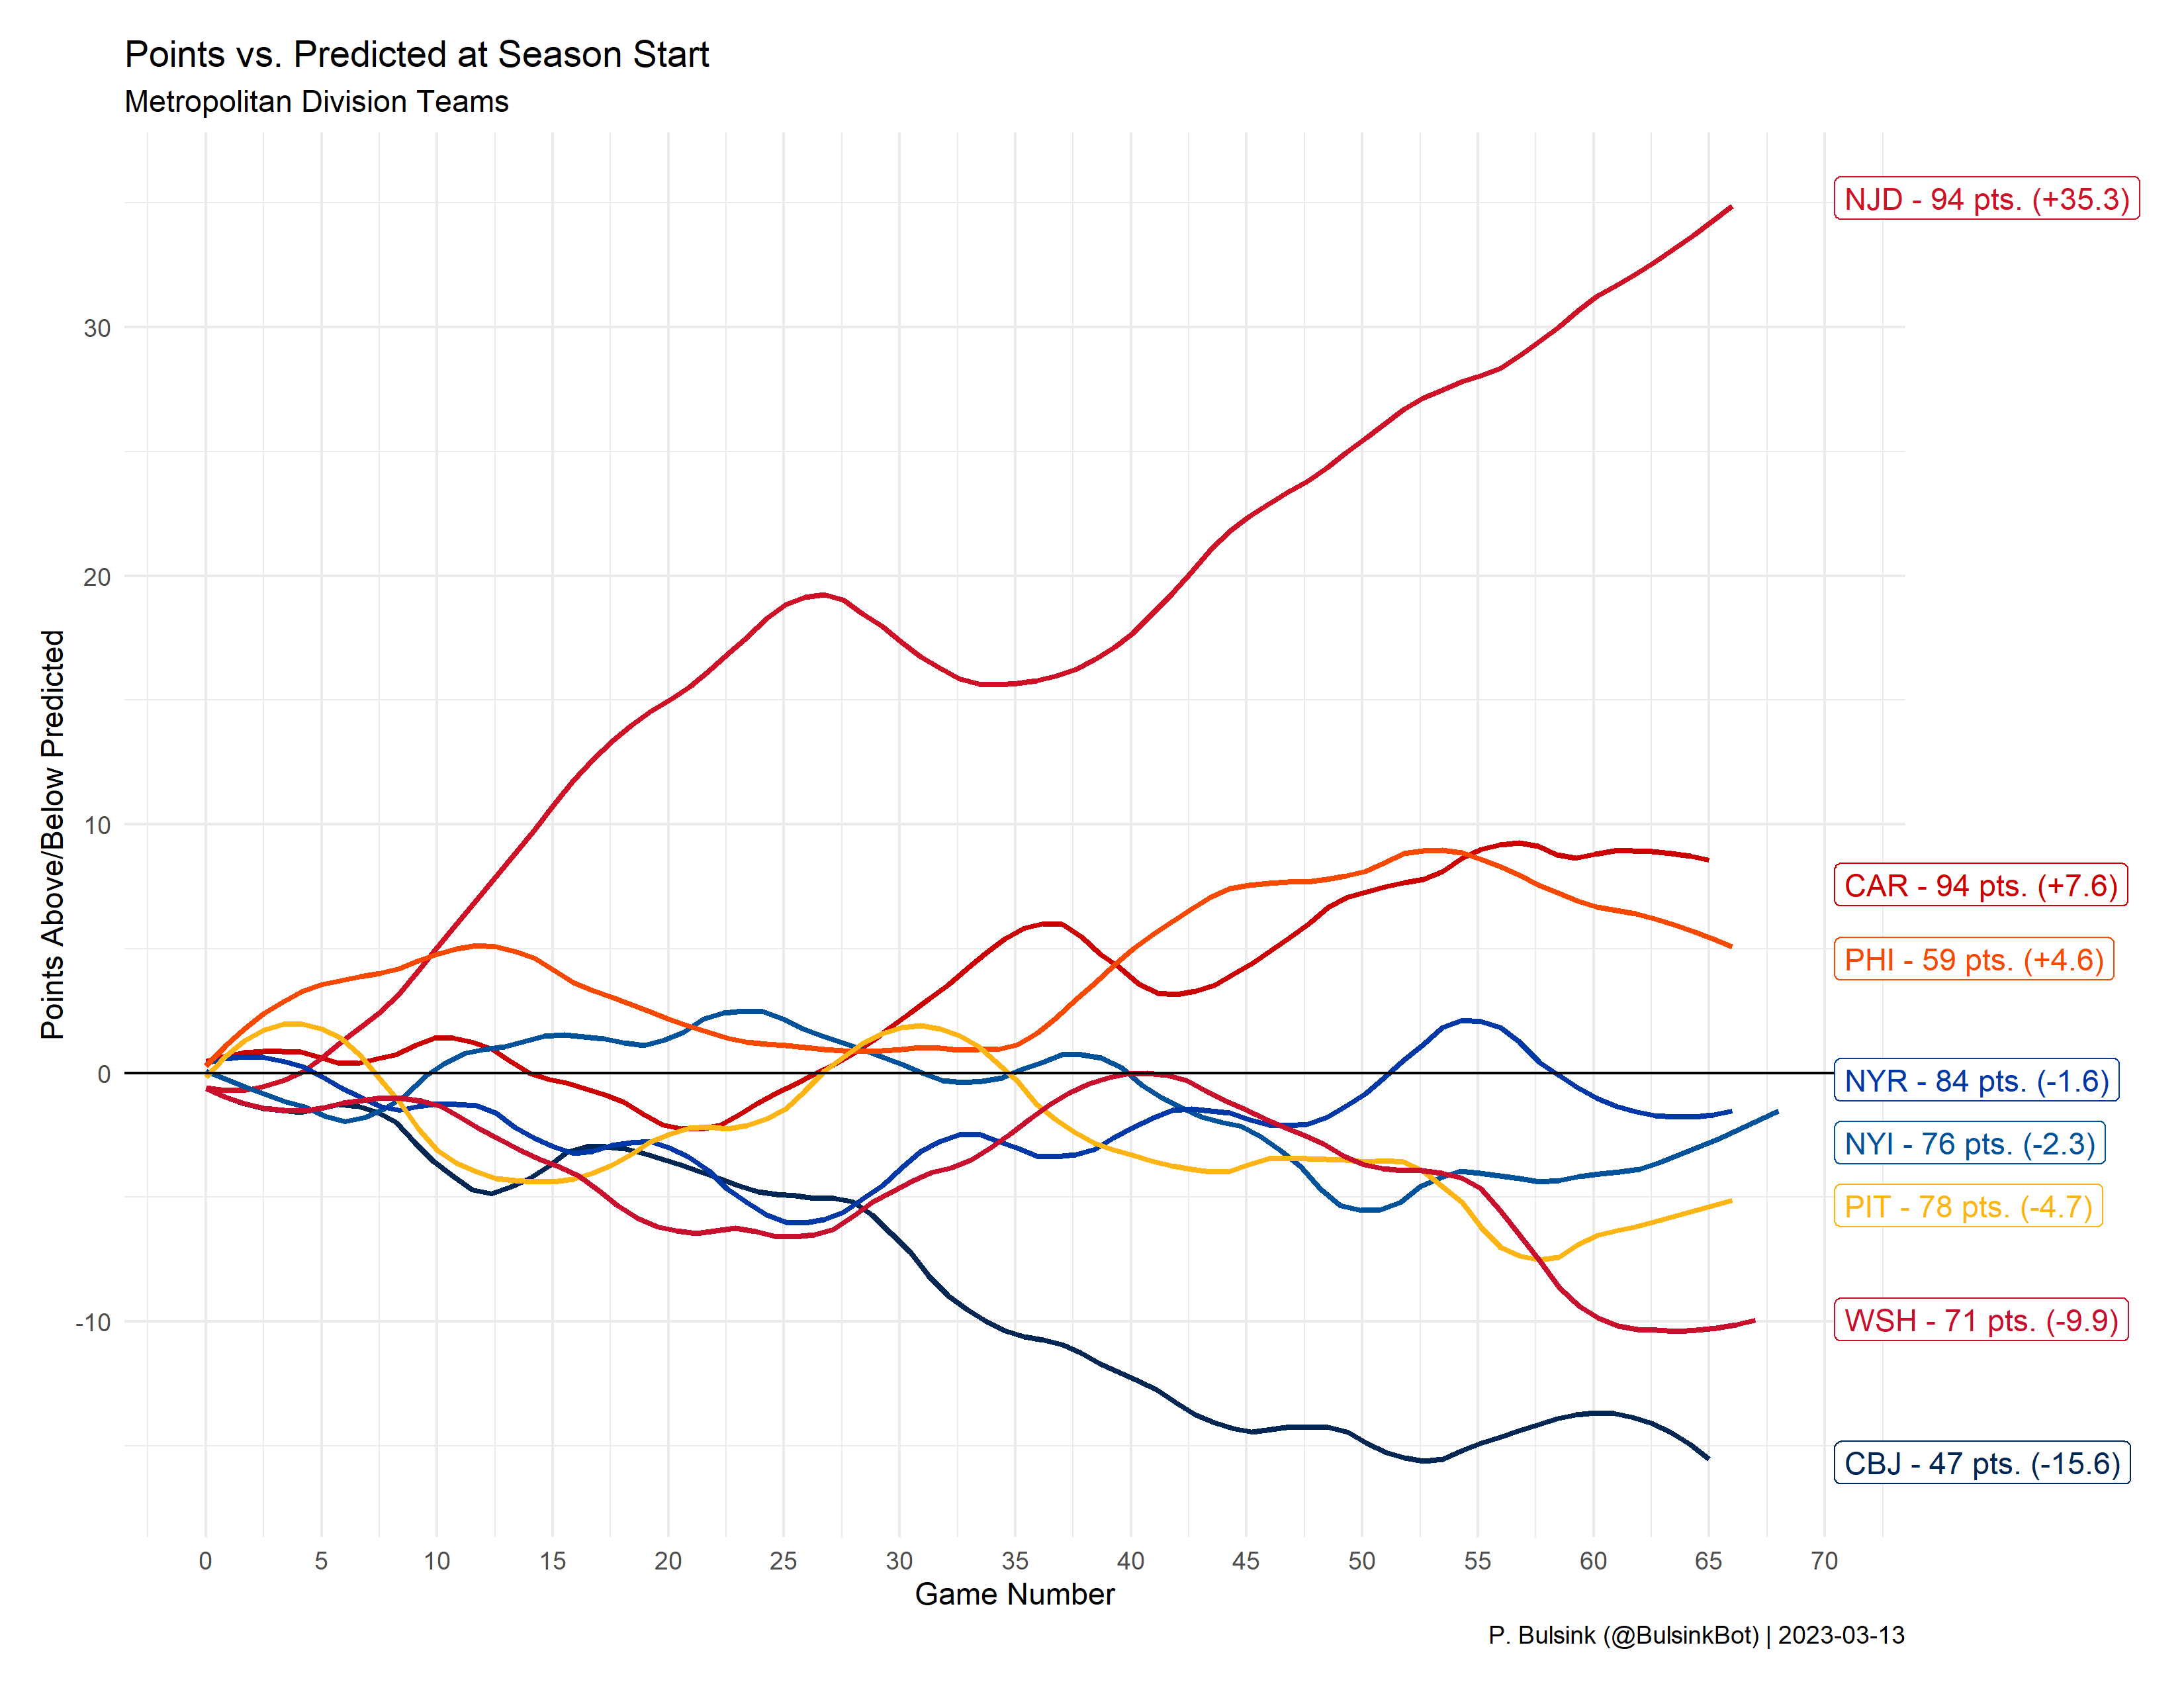 Points vs. Predicted at Season Start
Metropolitan Division Teams
Points Above/Below Predicted
30
20
10
0
-10
NJD - 94 pts. (+35.3)
CAR - 94 pts. (+7.6)
PHI - 59 pts. (+4.6)
NYR - 84 pts. (-1.6)
NYI - 76 pts. (-2.3)
PIT - 78 pts. (-4.7)
WSH - 71 pts. (-9.9)
CBJ - 47 pts. (-15.6)
0 5 10 15 20 25 30 35 40 45 50 55 60 65 70
Game Number
P. Bulsink (@BulsinkBot) | 2023-03-13